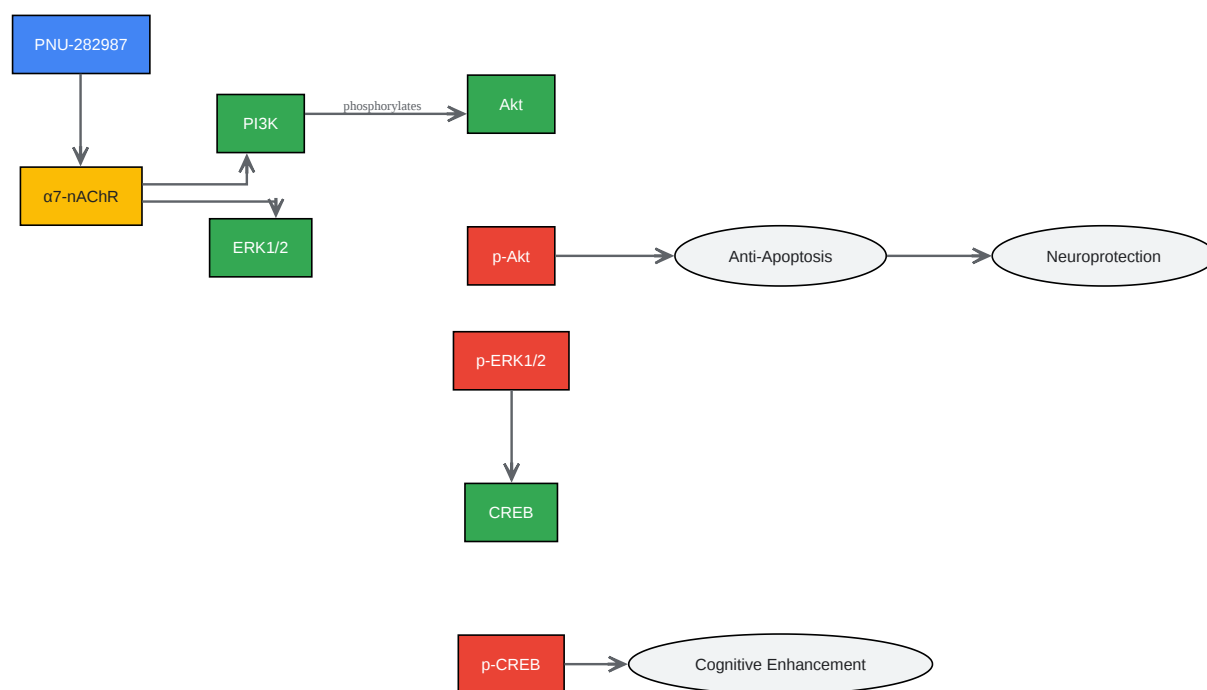 PNU-282987
PI3K
phosphorylates
Akt
α7-nAChR
ERK1/2
p-Akt
Anti-Apoptosis
Neuroprotection
p-ERK1/2
CREB
p-CREB
Cognitive Enhancement